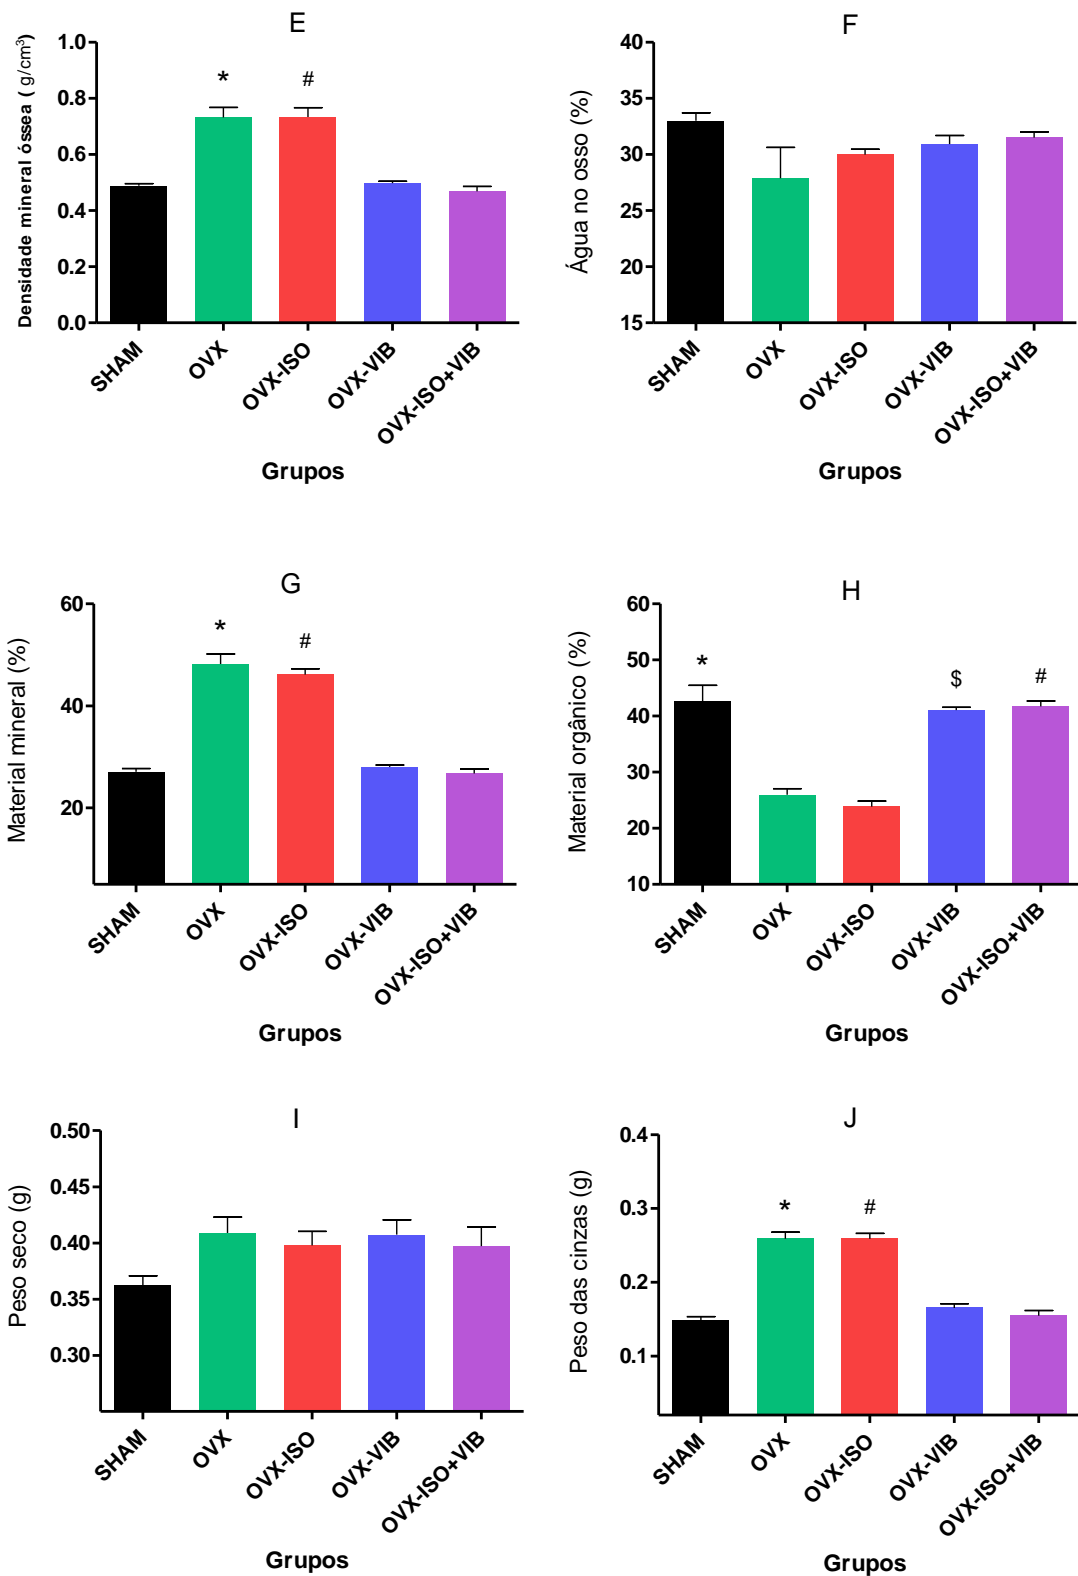 E
Densidade mineral óssea ( g/cm³)
1.0
0.8
0.6
0.4
0.2
0.0
*
#
SHAM
OVX
OVX-ISO
OVX-VIB
OVX-ISO+VIB
Grupos
F
Água no osso (%)
40
35
30
25
20
15
SHAM
OVX
OVX-ISO
OVX-VIB
OVX-ISO+VIB
Grupos
G
Material mineral (%)
60
40
20
*
#
SHAM
OVX
OVX-ISO
OVX-VIB
OVX-ISO+VIB
Grupos
H
Material orgânico (%)
60
50
40
30
20
10
*
$
#
SHAM
OVX
OVX-ISO
OVX-VIB
OVX-ISO+VIB
Grupos
I
Peso seco (g)
0.50
0.45
0.40
0.35
0.30
SHAM
OVX
OVX-ISO
OVX-VIB
OVX-ISO+VIB
Grupos
J
Peso das cinzas (g)
0.4
0.3
0.2
0.1
*
#
SHAM
OVX
OVX-ISO
OVX-VIB
OVX-ISO+VIB
Grupos